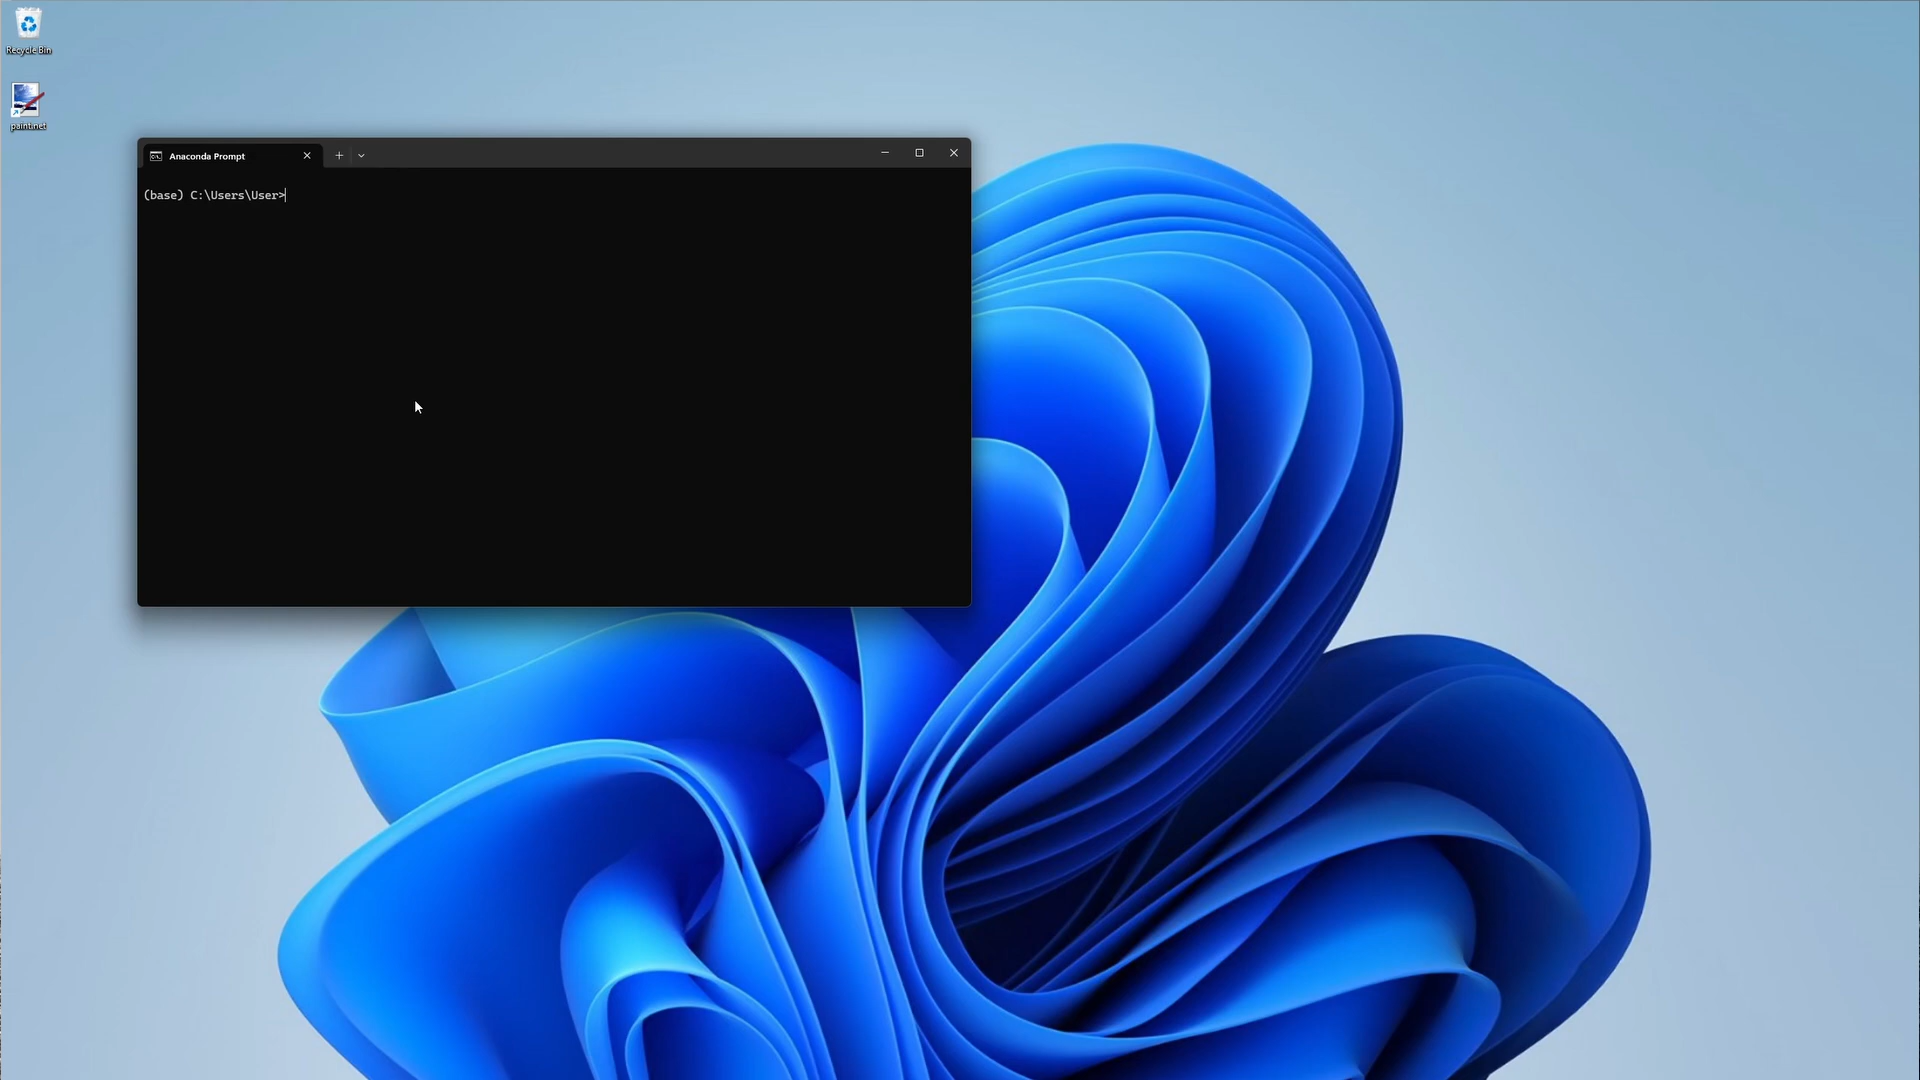 Recycle Bin
paint.net
Anaconda Prompt
(base) C:\Users\User>